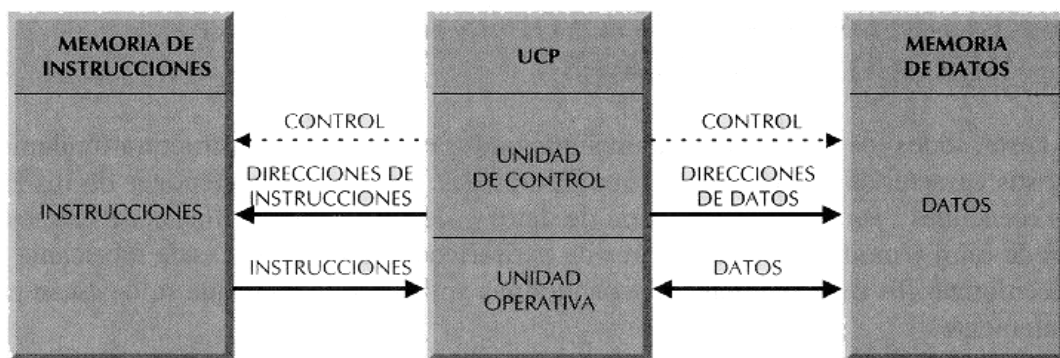 MEMORIA DE
INSTRUCCIONES
INSTRUCCIONES
CONTROL
DIRECCIONES DE
INSTRUCCIONES
INSTRUCCIONES
UCP
UNIDAD
DE CONTROL
UNIDAD
OPERATIVA
CONTROL
DIRECCIONES
DE DATOS
DATOS
MEMORIA
DE DATOS
DATOS